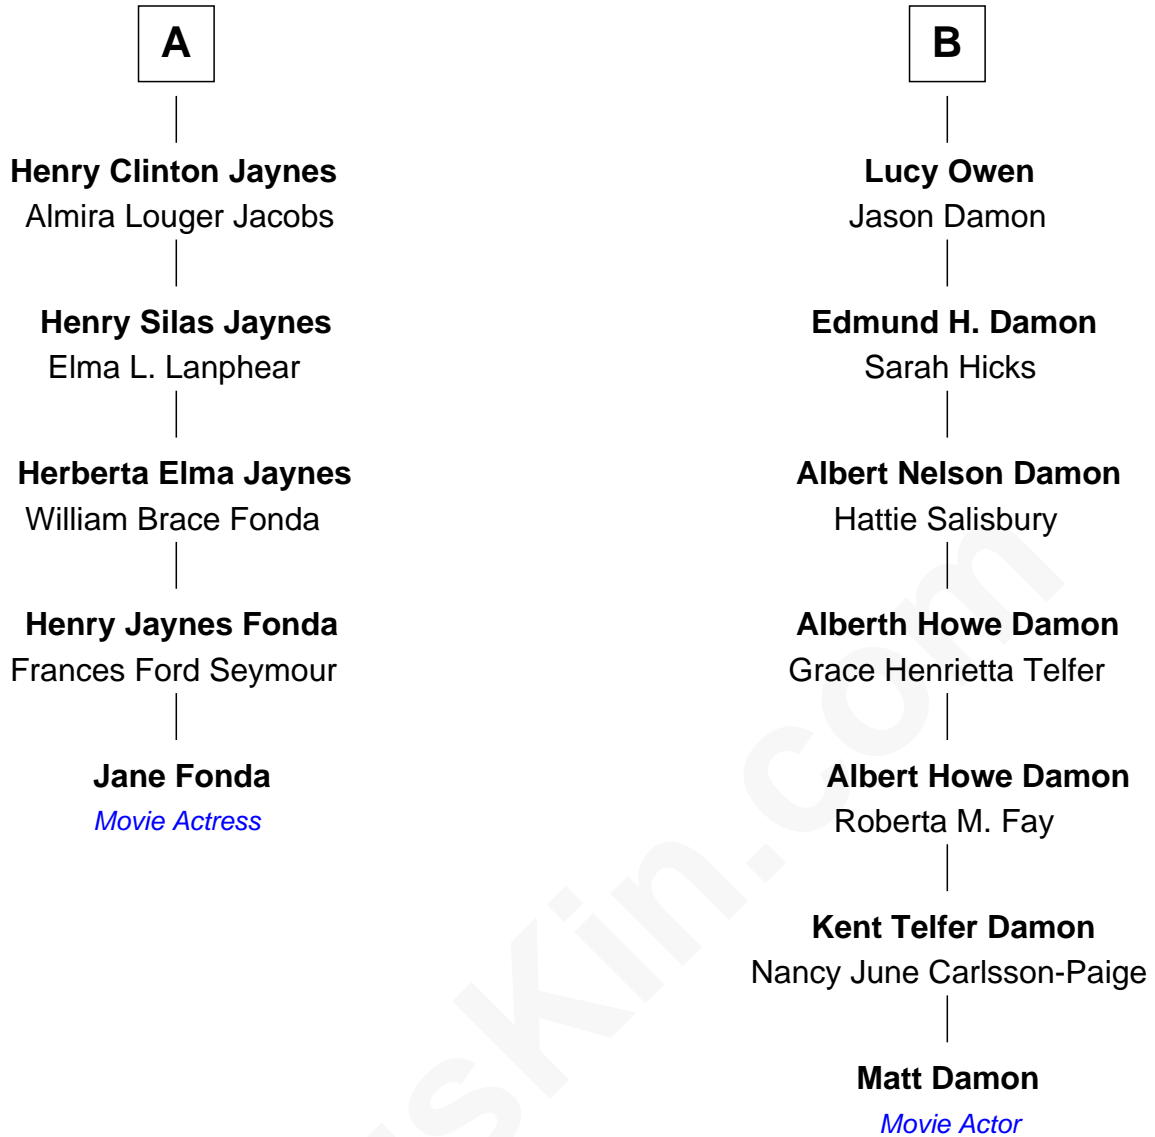 A
Henry Clinton Jaynes
Almira Louger Jacobs
Henry Silas Jaynes
Elma L. Lanphear
Herberta Elma Jaynes
William Brace Fonda
Henry Jaynes Fonda
Frances Ford Seymour
Jane Fonda
Movie Actress
B
Lucy Owen
Jason Damon
Edmund H. Damon
Sarah Hicks
Albert Nelson Damon
Hattie Salisbury
Alberth Howe Damon
Grace Henrietta Telfer
Albert Howe Damon
Roberta M. Fay
Kent Telfer Damon
Nancy June Carlsson-Paige
Matt Damon
Movie Actor
sKin.com